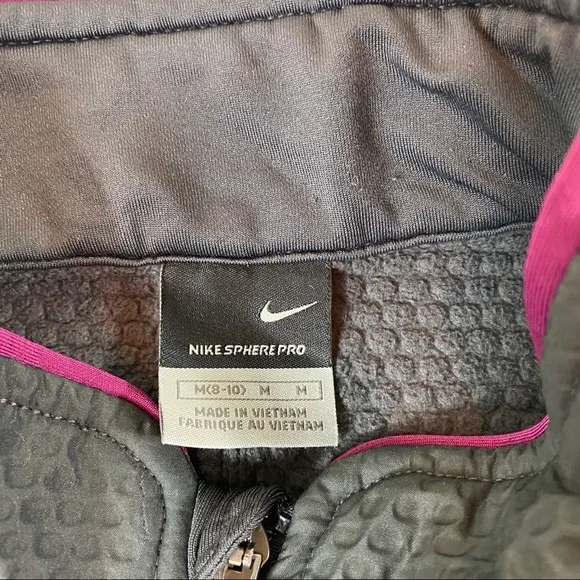 NIKE SPHERE PRO
M(8-10) M M
MADE IN VIETNAM
FABRIQUE AU VIETNAM